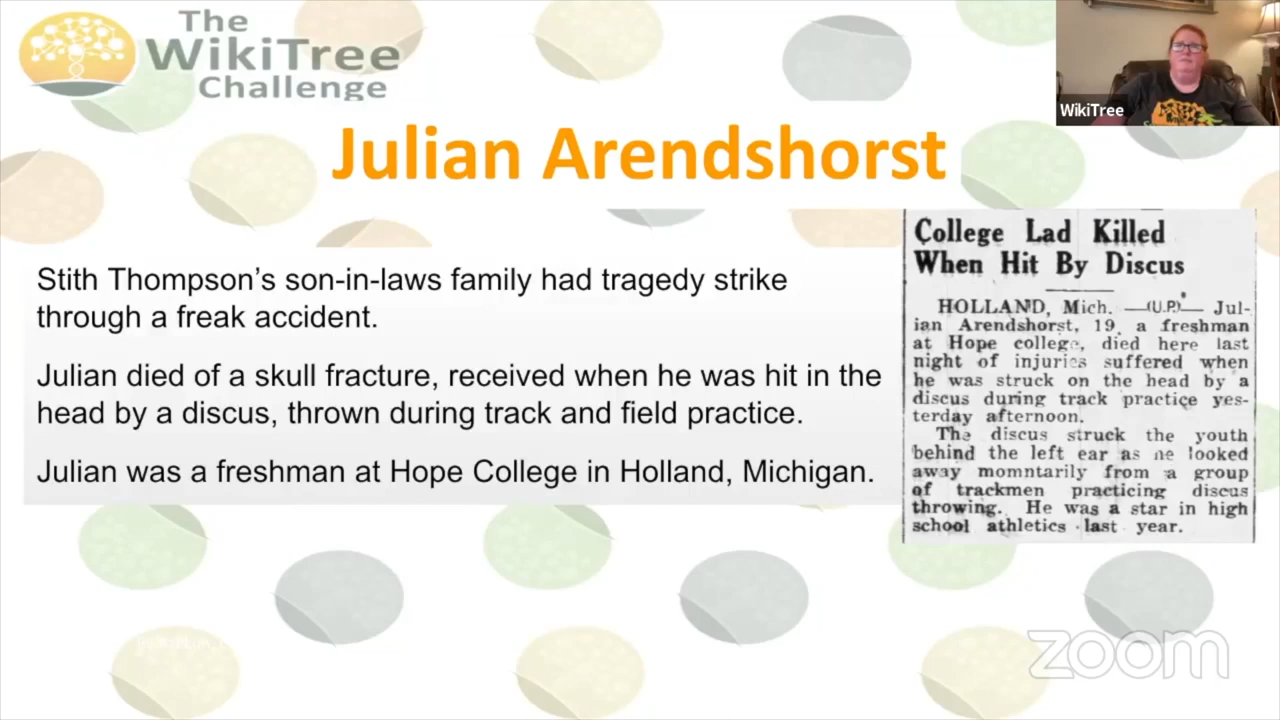 The
WikiTree
Challenge
WikiTree
Julian Arendshorst
Stith Thompson’s son-in-laws family had tragedy strike
through a freak accident.
Julian died of a skull fracture, received when he was hit in the
head by a discus, thrown during track and field practice.
Julian was a freshman at Hope College in Holland, Michigan.
College Lad Killed
When Hit By Discus
HOLLAND, Mich. —(U.P.)— Jul-
ian Arendshorst, 19, a freshman
at Hope college, died here last
night of injuries suffered when
he was struck on the head by a
discus during track practice yes-
terday afternoon.
The discus struck the youth
behind the left ear as he looked
away momntarily from a group
of trackmen practicing discus
throwing. He was a star in high
school athletics last year.
zoom